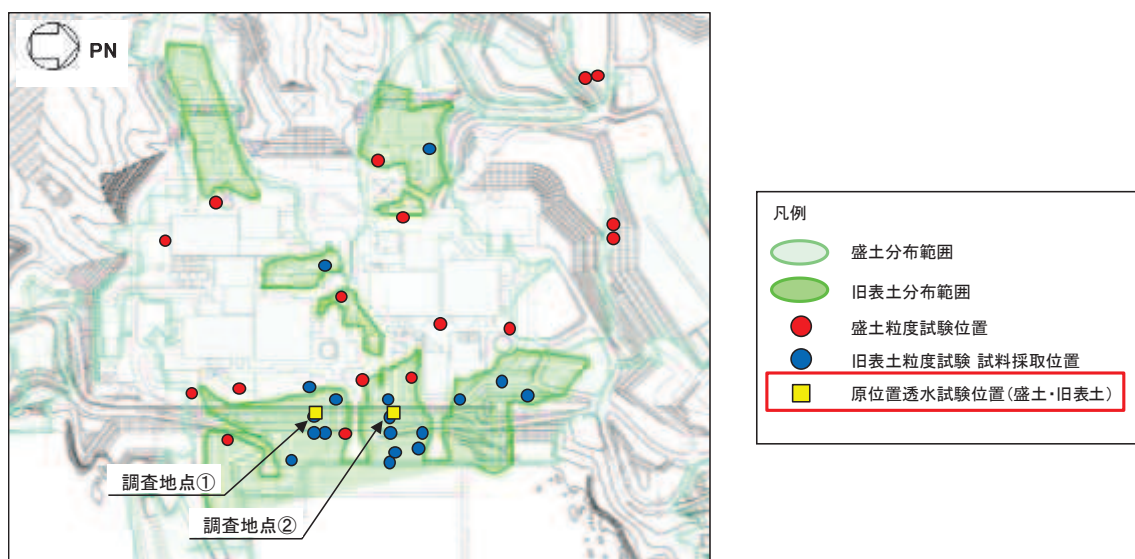 PN
調査地点①
調査地点②
凡例
盛土分布範囲
旧表土分布範囲
盛土粒度試験位置
旧表土粒度試験 試料採取位置
原位置透水試験位置(盛土・旧表土)